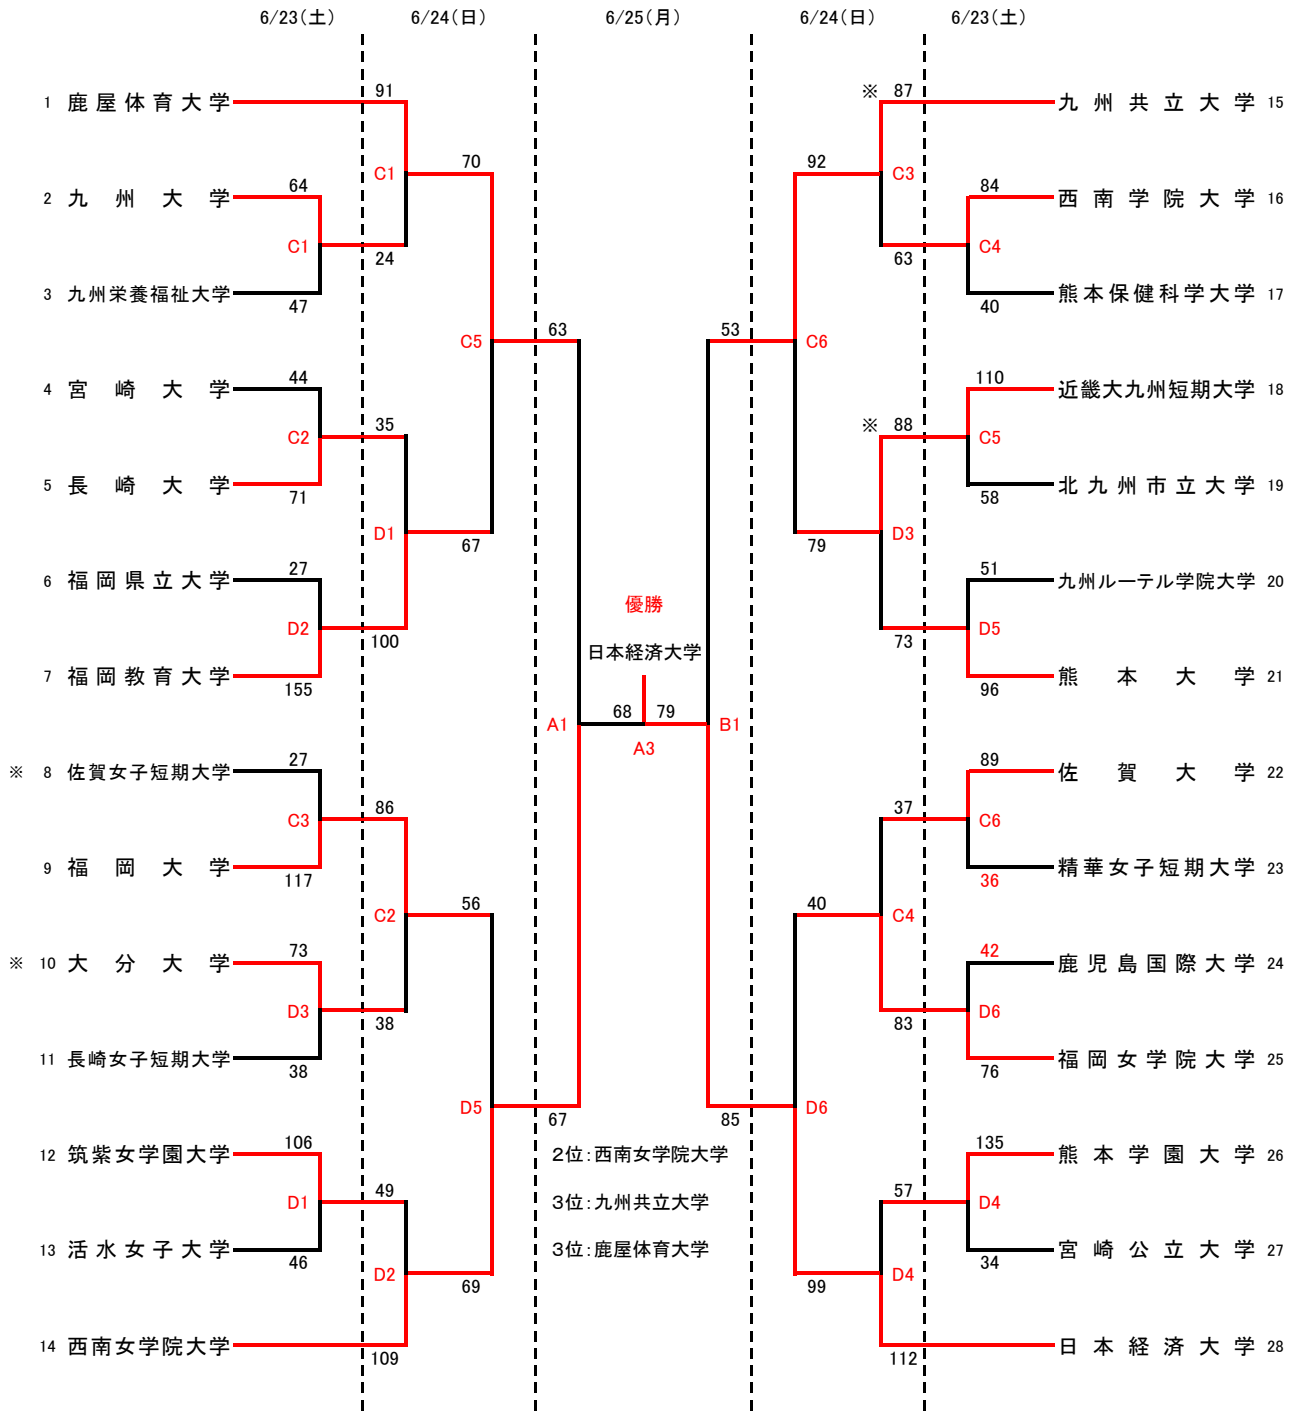 6/23(土) 6/24(日) 6/25(月) 6/24(日) 6/23(土)
1 鹿屋体育大学 91 ※ 87 九州共立大学 15
C1 70 92 C3
2 九州大学 64 84 西南学院大学 16
C1 24 63 C4
3 九州栄養福祉大学 47 40 熊本保健科学大学 17
C5 63 53 C6
4 宮崎大学 44 110 近畿大九州短期大学 18
C2 35 ※ 88 C5
5 長崎大学 71 58 北九州市立大学 19
D1 67 79 D3
6 福岡県立大学 27 51 九州ルーテル学院大学 20
優勝
D2 100 73 D5
日本経済大学
7 福岡教育大学 155 96 熊本大学 21
A1 68 79 B1
A3
※ 8 佐賀女子短期大学 27 89 佐賀大学 22
C3 86 37 C6
9 福岡大学 117 36 精華女子短期大学 23
C2 56 40 C4
※ 10 大分大学 73 42 鹿児島国際大学 24
D3 38 83 D6
11 長崎女子短期大学 38 76 福岡女学院大学 25
D5 67 85 D6
12 筑紫女学園大学 106 2位:西南女学院大学 135 熊本学園大学 26
D1 49 3位:九州共立大学 57 D4
13 活水女子大学 46 3位:鹿屋体育大学 34 宮崎公立大学 27
D2 69 99 D4
14 西南女学院大学 109 112 日本経済大学 28